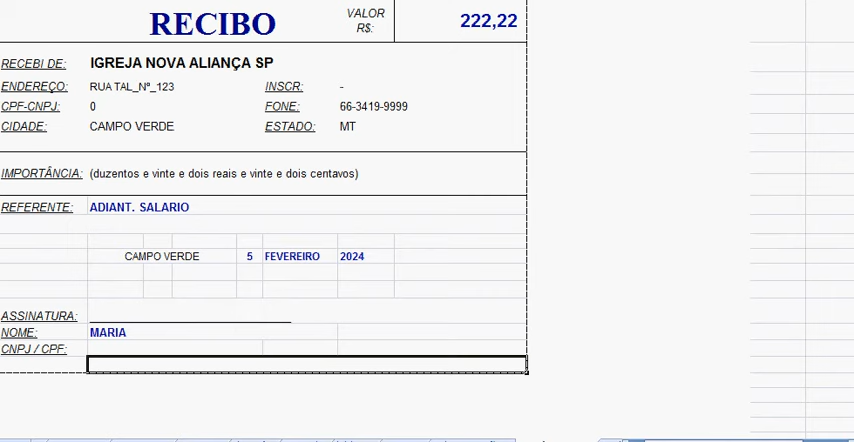 RECIBO VALOR R$: 222,22
RECEBI DE: IGREJA NOVA ALIANÇA SP
ENDEREÇO: RUA TAL_Nº_123 INSCR: -
CPF-CNPJ: 0 FONE: 66-3419-9999
CIDADE: CAMPO VERDE ESTADO: MT
IMPORTÂNCIA: (duzentos e vinte e dois reais e vinte e dois centavos)
REFERENTE: ADIANT. SALARIO
CAMPO VERDE 5 FEVEREIRO 2024
ASSINATURA:
NOME: MARIA
CNPJ / CPF: